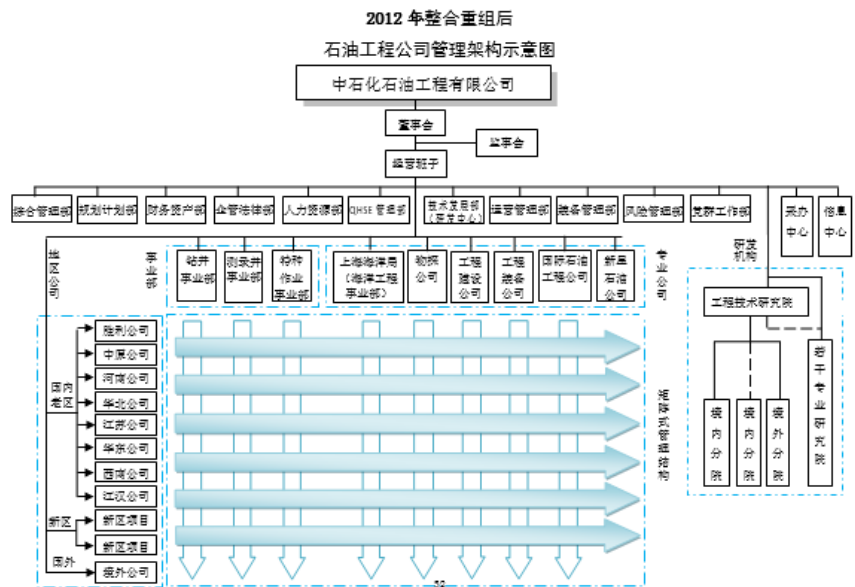 2012 年整合重组后
石油工程公司管理架构示意图
中石化石油工程有限公司
董事会
监事会
经营班子
综合管理部
规划计划部
财务资产部
企管法律部
人力资源部
QHSE 管理部
技术发展部
（研发中心）
运营管理部
装备管理部
风险管理部
党群工作部
采办
中心
信息
中心
地区公司
事业部
钻井
事业部
测录井
事业部
特种
作业
事业部
上海海洋局
（海洋工程
事业部）
物探
公司
工程
建设
公司
工程
装备
公司
国际石油
工程公司
新星
石油
公司
专业公司
研发
机构
工程技术研究院
境内分院
境内分院
境外分院
若干专业研究院
国内
老区
胜利公司
中原公司
河南公司
华北公司
江苏公司
华东公司
西南公司
江汉公司
新区
新区项目
新区项目
国外
境外公司
矩阵式管理结构